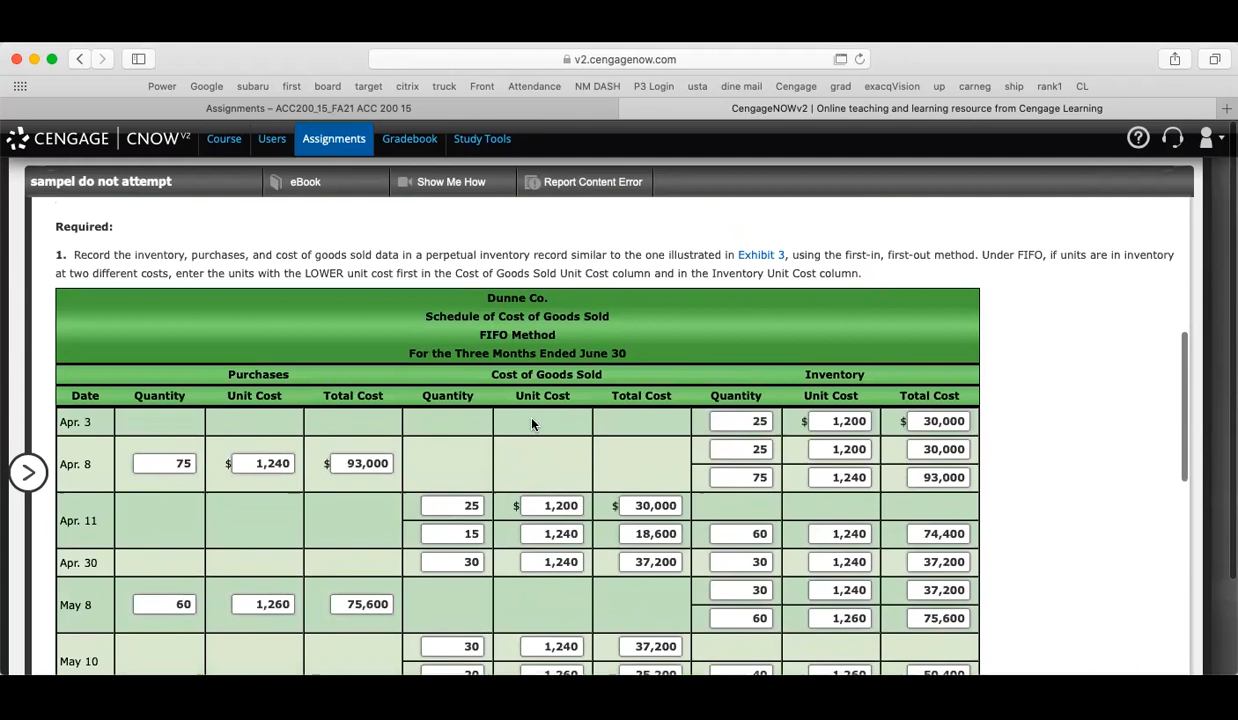 v2.cengagenow.com
Power Google subaru first board target citrix truck Front Attendance NM DASH P3 Login usta dine mail Cengage grad exacqVision up carneg ship rank1 CL
Assignments – ACC200_15_FA21 ACC 200 15 CengageNOWv2 | Online teaching and learning resource from Cengage Learning
CENGAGE | CNOWV2 Course Users Assignments Gradebook Study Tools
sampel do not attempt eBook Show Me How Report Content Error
Required:
1. Record the inventory, purchases, and cost of goods sold data in a perpetual inventory record similar to the one illustrated in Exhibit 3, using the first-in, first-out method. Under FIFO, if units are in inventory
at two different costs, enter the units with the LOWER unit cost first in the Cost of Goods Sold Unit Cost column and in the Inventory Unit Cost column.
Dunne Co.
Schedule of Cost of Goods Sold
FIFO Method
For the Three Months Ended June 30
Purchases Cost of Goods Sold Inventory
Date Quantity Unit Cost Total Cost Quantity Unit Cost Total Cost Quantity Unit Cost Total Cost
Apr. 3 25 $ 1,200 $ 30,000
25 1,200 30,000
Apr. 8 75 $ 1,240 $ 93,000
75 1,240 93,000
25 $ 1,200 $ 30,000
Apr. 11
15 1,240 18,600 60 1,240 74,400
Apr. 30 30 1,240 37,200 30 1,240 37,200
30 1,240 37,200
May 8 60 1,260 75,600
60 1,260 75,600
30 1,240 37,200
May 10
20 1,260 25,200 40 1,260 50,400